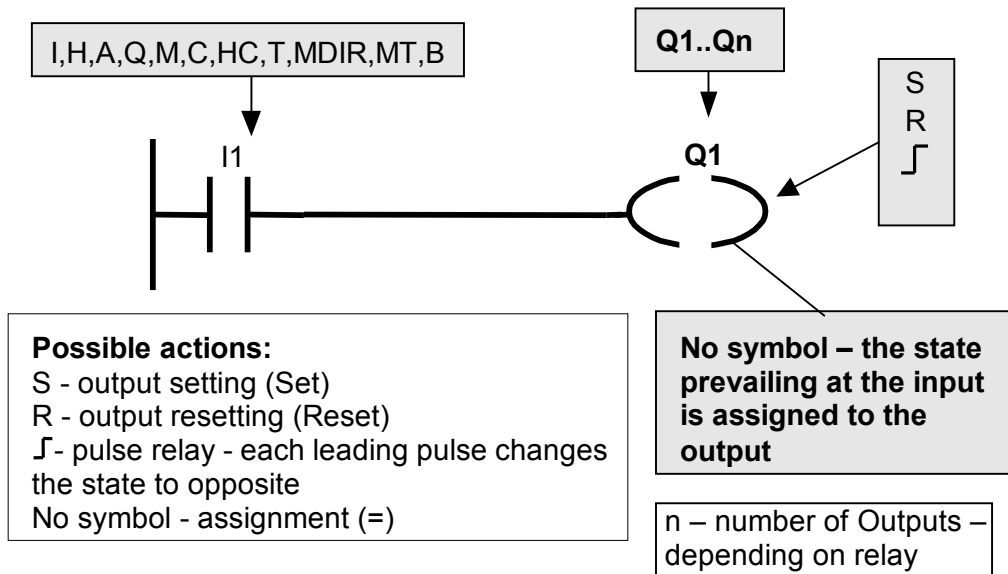 I,H,A,Q,M,C,HC,T,MDIR,MT,B
Q1..Qn
S
R
I1
Q1
Possible actions:
S - output setting (Set)
R - output resetting (Reset)
- pulse relay - each leading pulse changes
the state to opposite
No symbol - assignment (=)
No symbol – the state
prevailing at the input
is assigned to the
output
n – number of Outputs –
depending on relay